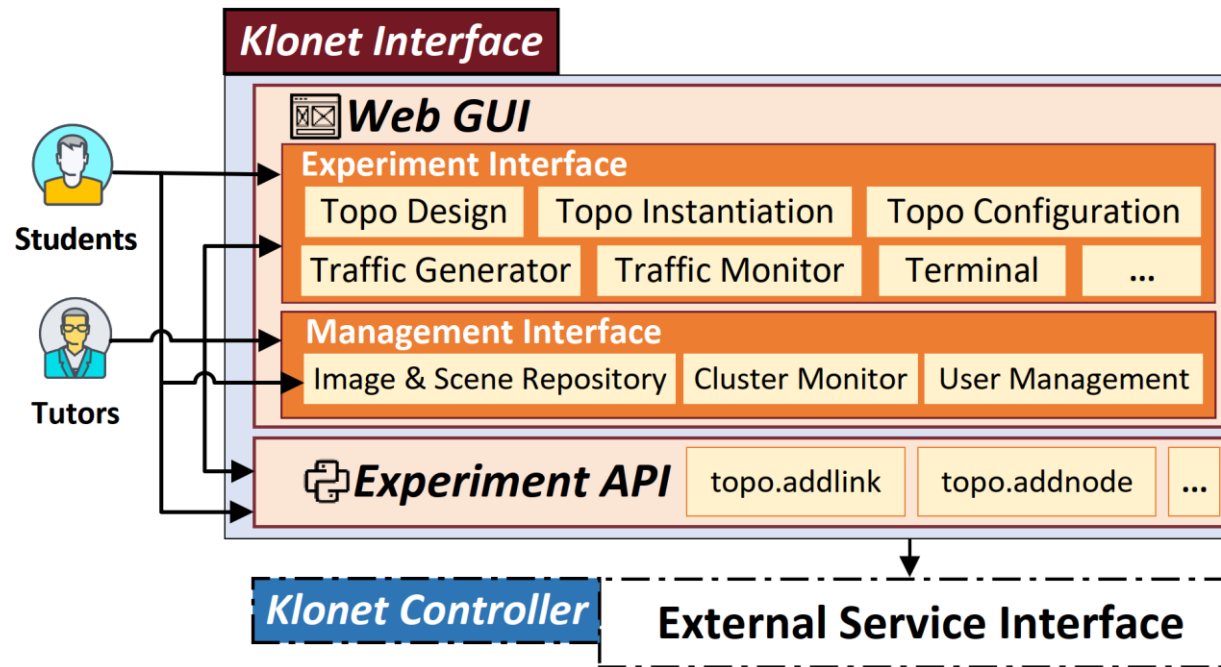 Klonet Interface
Web GUI
Experiment Interface
Topo Design
Topo Instantiation
Topo Configuration
Traffic Generator
Traffic Monitor
Terminal
...
Students
Management Interface
Image & Scene Repository
Cluster Monitor
User Management
Tutors
Experiment API
topo.addlink
topo.addnode
...
Klonet Controller
External Service Interface